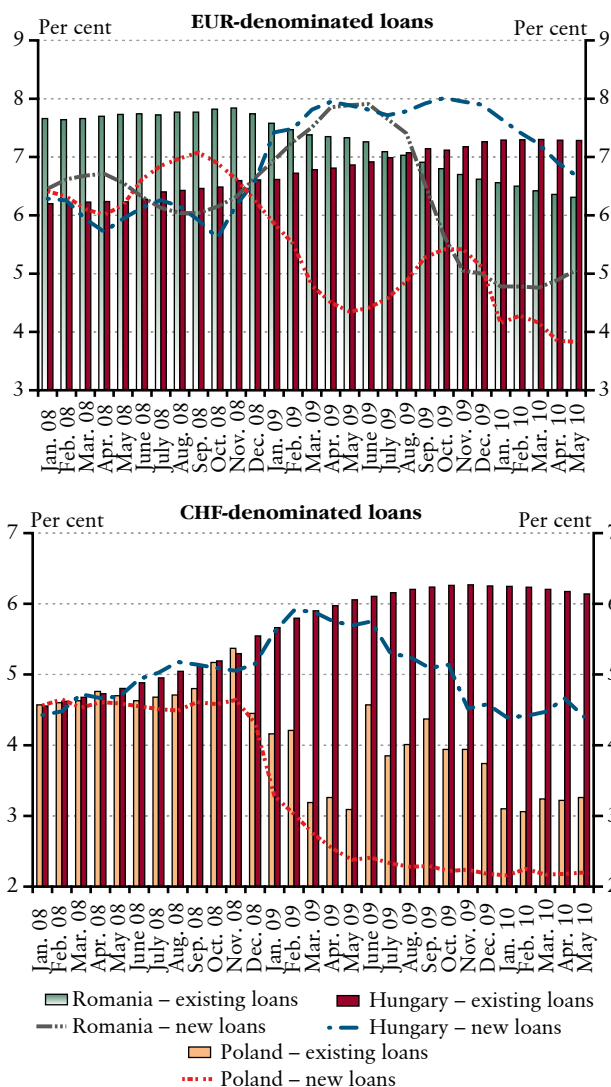 EUR-denominated loans
Per cent Per cent
9 9
8 8
7 7
6 6
5 5
4 4
3 3
Jan. 08 Feb. 08 Mar. 08 Apr. 08 May 08 June 08 July 08 Aug. 08 Sep. 08 Oct. 08 Nov. 08 Dec. 08 Jan. 09 Feb. 09 Mar. 09 Apr. 09 May 09 June 09 July 09 Aug. 09 Sep. 09 Oct. 09 Nov. 09 Dec. 09 Jan. 10 Feb. 10 Mar. 10 Apr. 10 May 10
CHF-denominated loans
Per cent Per cent
7 7
6 6
5 5
4 4
3 3
2 2
Jan. 08 Feb. 08 Mar. 08 Apr. 08 May 08 June 08 July 08 Aug. 08 Sep. 08 Oct. 08 Nov. 08 Dec. 08 Jan. 09 Feb. 09 Mar. 09 Apr. 09 May 09 June 09 July 09 Aug. 09 Sep. 09 Oct. 09 Nov. 09 Dec. 09 Jan. 10 Feb. 10 Mar. 10 Apr. 10 May 10
Romania – existing loans Hungary – existing loans
Romania – new loans Hungary – new loans
Poland – existing loans
Poland – new loans